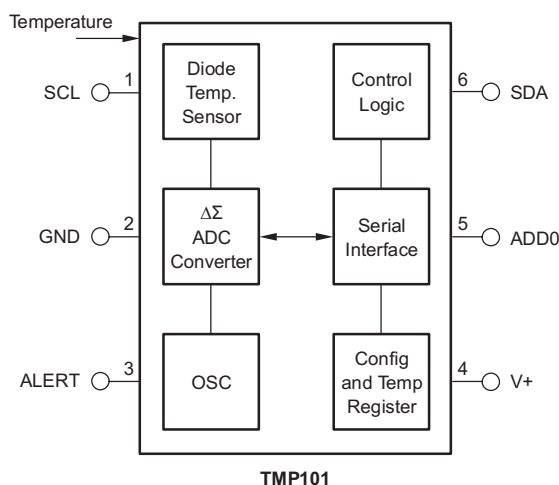 Temperature
SCL
1
Diode
Temp.
Sensor
Control
Logic
6
SDA
GND
2
ΔΣ
ADC
Converter
Serial
Interface
5
ADD0
ALERT
3
OSC
Config
and Temp
Register
4
V+
TMP101